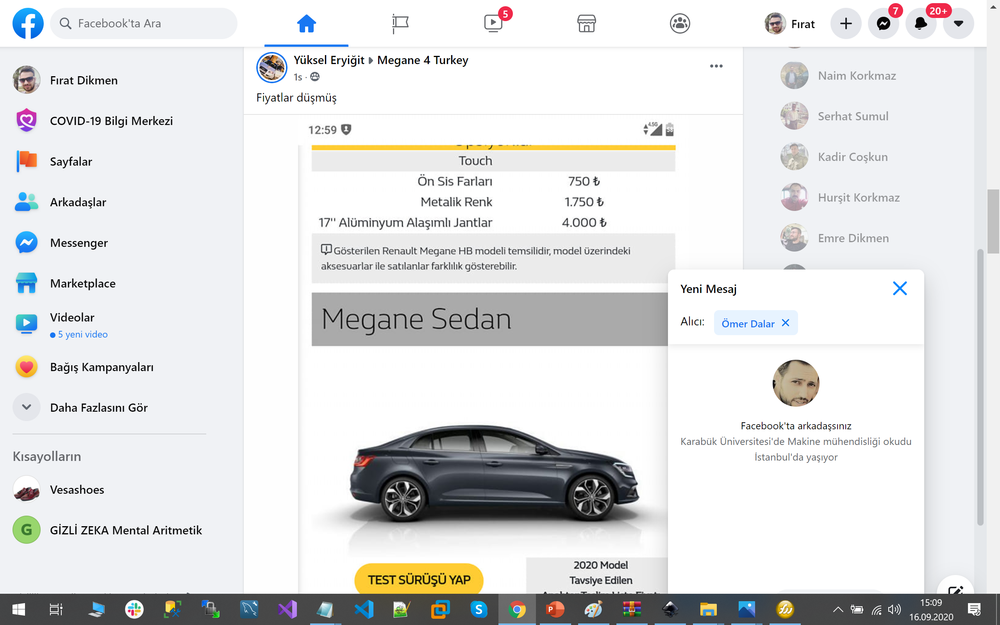 Facebook'ta Ara
5
Fırat
7
20+
Fırat Dikmen
COVID-19 Bilgi Merkezi
Sayfalar
Arkadaşlar
Messenger
Marketplace
Videolar
5 yeni video
Bağış Kampanyaları
Daha Fazlasını Gör
Kısayolların
Vesashoes
G
GİZLİ ZEKA Mental Aritmetik
Yüksel Eryiğit Megane 4 Turkey
1s ·
Fiyatlar düşmüş
12:59
4.5G
58
Touch
Ön Sis Farları 750 ₺
Metalik Renk 1.750 ₺
17'' Alüminyum Alaşımlı Jantlar 4.000 ₺
Gösterilen Renault Megane HB modeli temsilidir, model üzerindeki
aksesuarlar ile satılanlar farklılık gösterebilir.
Megane Sedan
TEST SÜRÜŞÜ YAP
2020 Model
Tavsiye Edilen
Naim Korkmaz
Serhat Sumul
Kadir Coşkun
Hurşit Korkmaz
Emre Dikmen
Yeni Mesaj
Alıcı: Ömer Dalar
Facebook'ta arkadaşsınız
Karabük Üniversitesi'de Makine mühendisliği okudu
İstanbul'da yaşıyor
15:09
16.09.2020